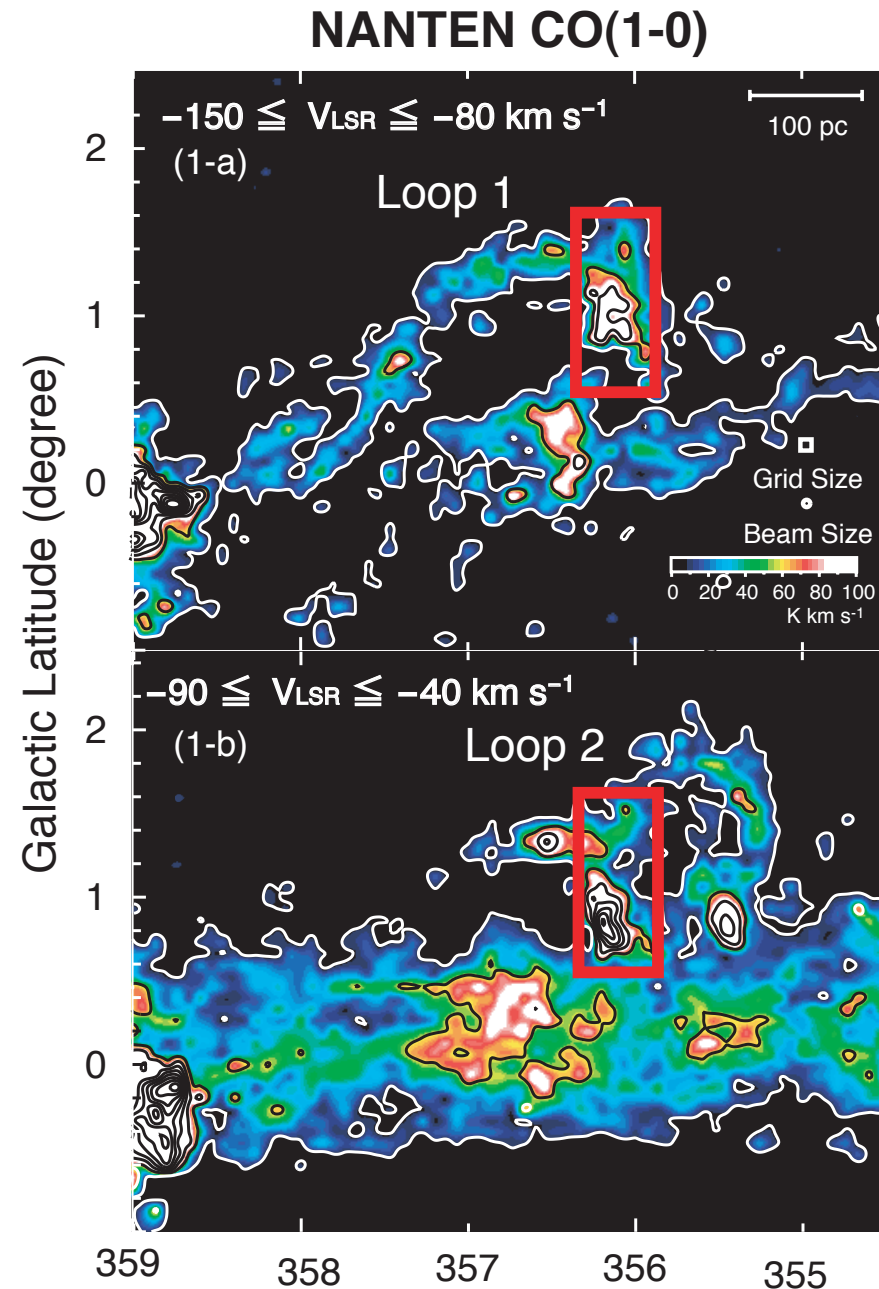 NANTEN CO(1-0)
−150 ≦ VLSR ≦ −80 km s−1
100 pc
(1-a)
Loop 1
2
1
0
Grid Size
Beam Size
0 20 40 60 80 100
K km s-1
Galactic Latitude (degree)
−90 ≦ VLSR ≦ −40 km s−1
(1-b)
Loop 2
2
1
0
359 358 357 356 355